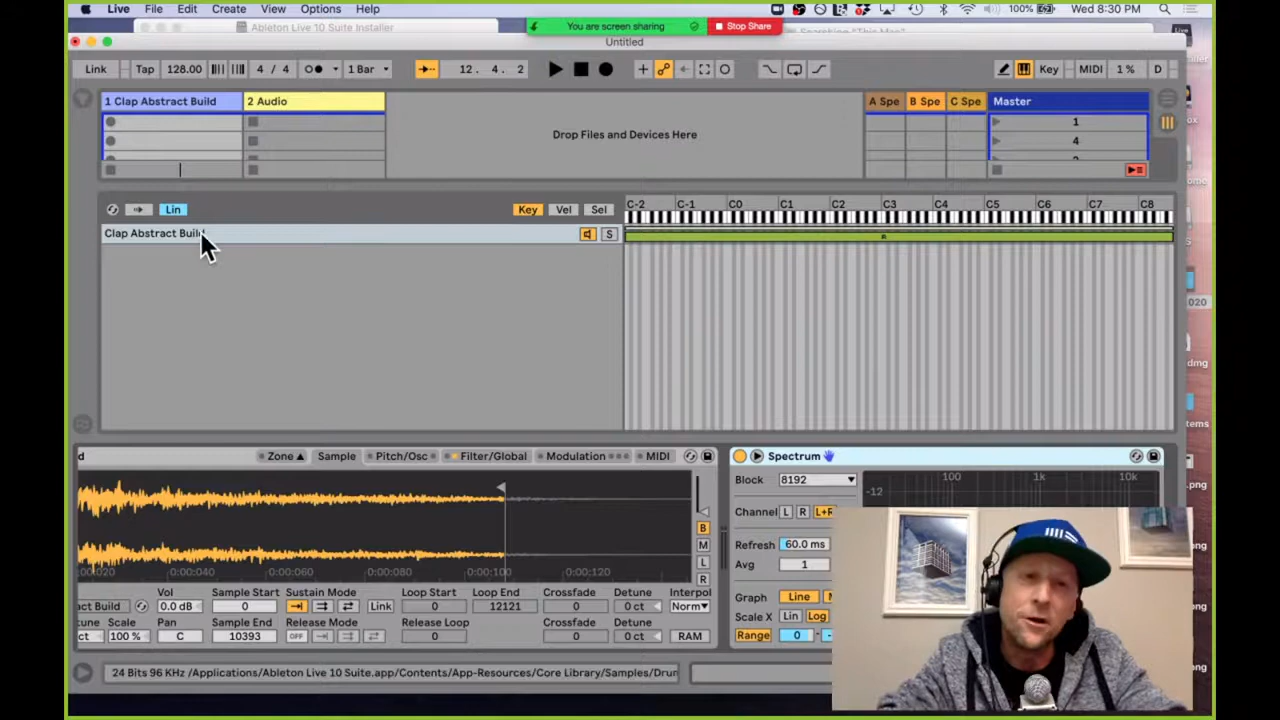 Live File Edit Create View Options Help 100% Wed 8:30 PM
Ableton Live 10 Suite Installer You are screen sharing Stop Share
Untitled
Link Tap 128.00 4 / 4 1 Bar 12. 4. 2 Key MIDI 1 % D
1 Clap Abstract Build 2 Audio A Spe B Spe C Spe Master
Drop Files and Devices Here
1
4
Lin Key Vel Sel C-2 C-1 C0 C1 C2 C3 C4 C5 C6 C7 C8
Clap Abstract Build S
020
dmg
tems
.png
d Zone Sample Pitch/Osc Filter/Global Modulation MIDI Spectrum
Block 8192 100 1k 10k
-12
Channel L R L+R
B
M
L
R
Refresh 60.0 ms
Avg 1
0:00:020 0:00:040 0:00:060 0:00:080 0:00:100 0:00:120
Vol Sample Start Sustain Mode Loop Start Loop End Crossfade Detune Interpol
Graph Line
act Build 0.0 dB 0 Link 0 12121 0 0 ct Norm
Scale X Lin Log
tune Scale Pan Sample End Release Mode Release Loop Crossfade Detune
ct 100 % C 10393 OFF 0 0 0 ct RAM
Range 0
24 Bits 96 KHz /Applications/Ableton Live 10 Suite.app/Contents/App-Resources/Core Library/Samples/Drun